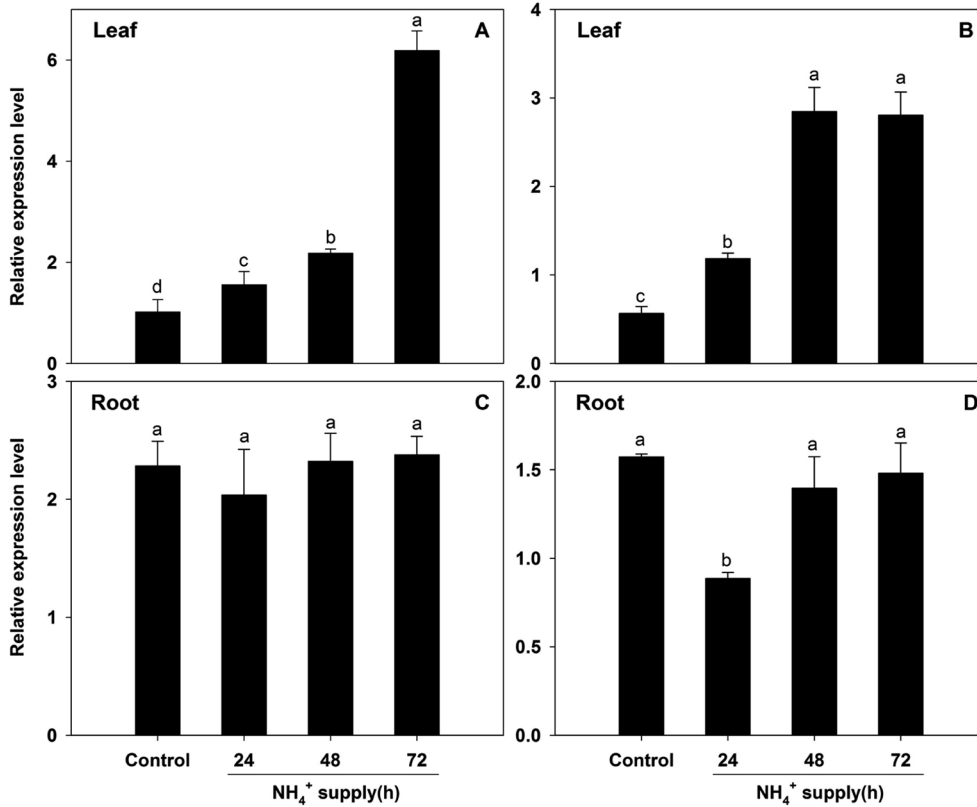 Leaf A
Leaf B
a
a a
b
c
d
b
c
6
4
2
0
4
3
2
1
0
Relative expression level
Root C
Root D
a a a a
a
b
a
a
3
2
1
0
2.0
1.5
1.0
0.5
0.0
Relative expression level
Control 24 48 72
Control 24 48 72
NH₄⁺ supply(h)
NH₄⁺ supply(h)